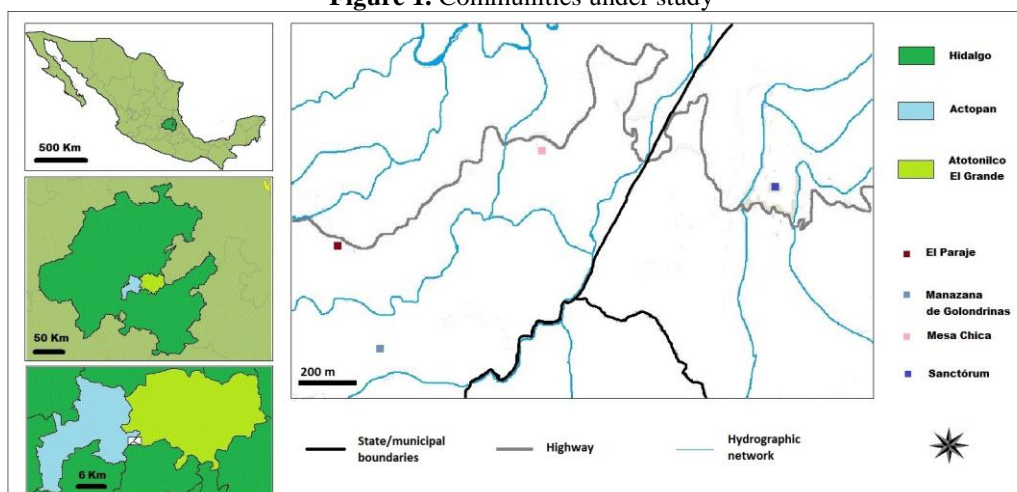 Figure 1. Communities under study
500 Km
50 Km
6 Km
200 m
Hidalgo
Actopan
Atotonilco
El Grande
El Paraje
Manazana
de Golondrinas
Mesa Chica
Sanctórum
State/municipal
boundaries
Highway
Hydrographic
network